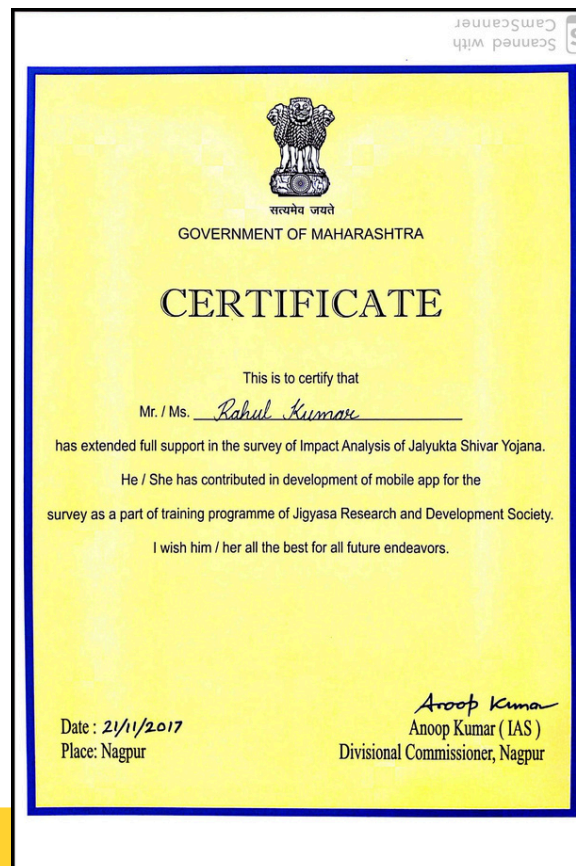 Scanned with
CamScanner
सत्यमेव जयते
GOVERNMENT OF MAHARASHTRA
CERTIFICATE
This is to certify that
Mr. / Ms. Rahul Kumar
has extended full support in the survey of Impact Analysis of Jalyukta Shivar Yojana.
He / She has contributed in development of mobile app for the
survey as a part of training programme of Jigyasa Research and Development Society.
I wish him / her all the best for all future endeavors.
Anoop Kumar
Date : 21/11/2017
Anoop Kumar ( IAS )
Place: Nagpur
Divisional Commissioner, Nagpur